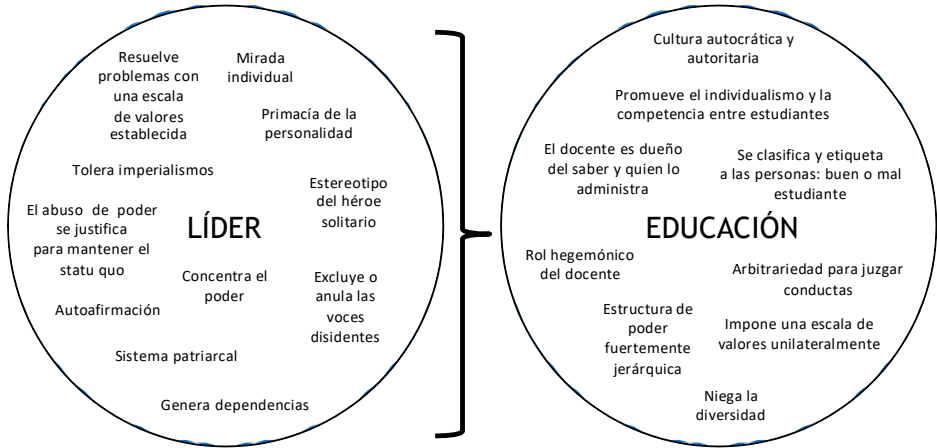 Resuelve
problemas con
una escala
de valores
establecida
Mirada
individual
Primacía de la
personalidad
Tolera imperialismos
Estereotipo
del héroe
solitario
El abuso de poder
se justifica
para mantener el
statu quo
LÍDER
Concentra el
poder
Excluye o
anula las
voces
disidentes
Autoafirmación
Sistema patriarcal
Genera dependencias
Cultura autocrática y
autoritaria
Promueve el individualismo y la
competencia entre estudiantes
El docente es dueño
del saber y quien lo
administra
Se clasifica y etiqueta
a las personas: buen o mal
estudiante
EDUCACIÓN
Rol hegemónico
del docente
Arbitrariedad para juzgar
conductas
Estructura de
poder
fuertemente
jerárquica
Impone una escala de
valores unilateralmente
Niega la
diversidad